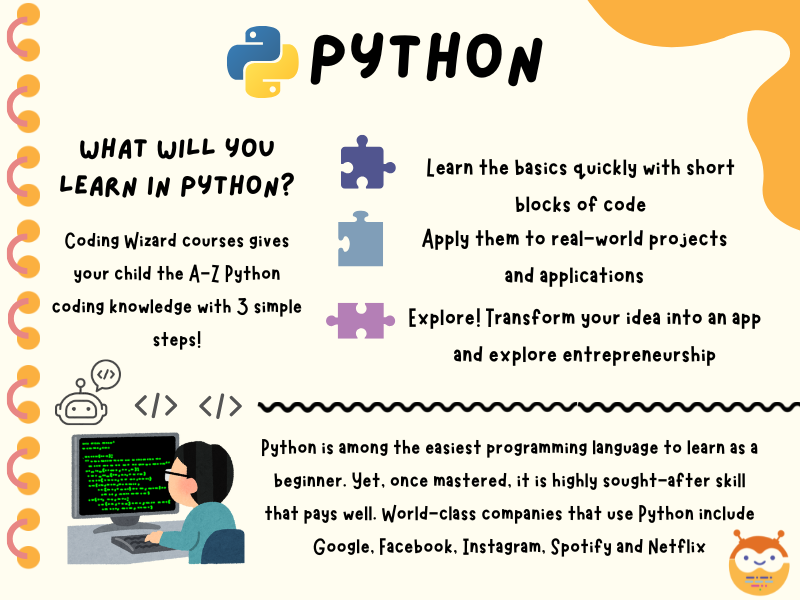 PYTHON
WHAT WILL YOU
LEARN IN PYTHON?
Coding Wizard courses gives
your child the A-Z Python
coding knowledge with 3 simple
steps!
Learn the basics quickly with short
blocks of code
Apply them to real-world projects
and applications
Explore! Transform your idea into an app
and explore entrepreneurship
</>
</> </>
Python is among the easiest programming language to learn as a
beginner. Yet, once mastered, it is highly sought-after skill
that pays well. World-class companies that use Python include
Google, Facebook, Instagram, Spotify and Netflix